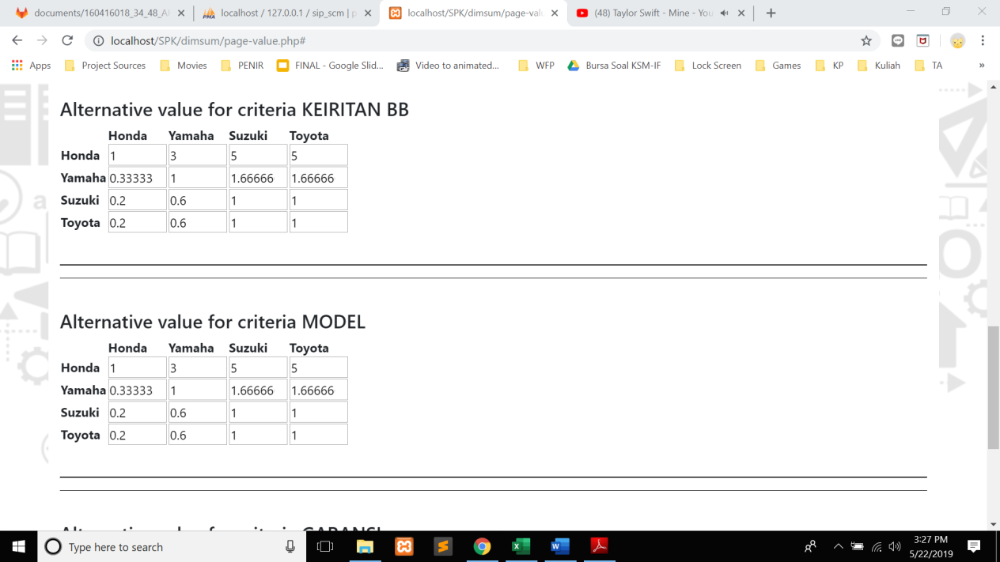 documents/160416018_34_48_Al
localhost / 127.0.0.1 / sip_scm | p
localhost/SPK/dimsum/page-valu
(48) Taylor Swift - Mine - You
localhost/SPK/dimsum/page-value.php#
Apps Project Sources Movies PENIR FINAL - Google Slid... Video to animated... WFP Bursa Soal KSM-IF Lock Screen Games KP Kuliah TA »
Alternative value for criteria KEIRITAN BB
Honda Yamaha Suzuki Toyota
Honda 1 3 5 5
Yamaha 0.33333 1 1.66666 1.66666
Suzuki 0.2 0.6 1 1
Toyota 0.2 0.6 1 1
Alternative value for criteria MODEL
Honda Yamaha Suzuki Toyota
Honda 1 3 5 5
Yamaha 0.33333 1 1.66666 1.66666
Suzuki 0.2 0.6 1 1
Toyota 0.2 0.6 1 1
Alternative value for criteria GARANSI
Type here to search
3:27 PM
5/22/2019